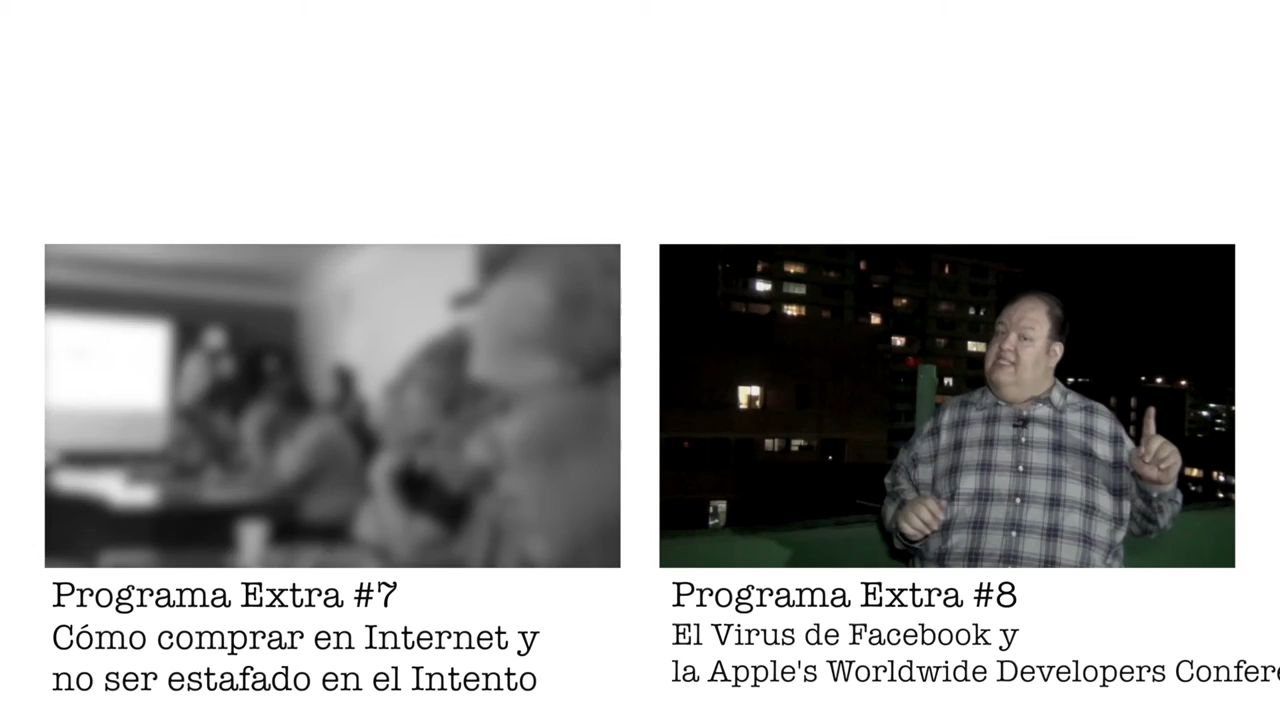 Programa Extra #7
Cómo comprar en Internet y
no ser estafado en el Intento
Programa Extra #8
El Virus de Facebook y
la Apple's Worldwide Developers